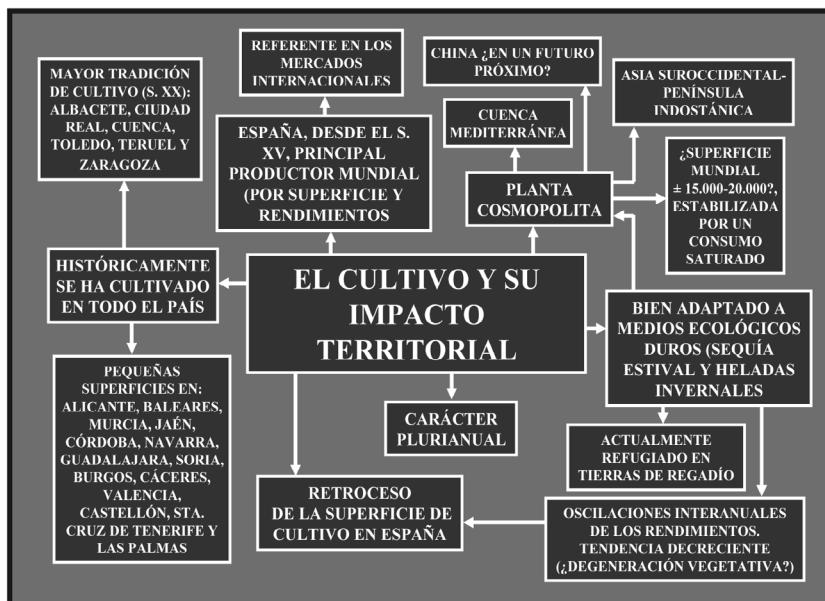 MAYOR TRADICIÓN
DE CULTIVO (S. XX):
ALBACETE, CIUDAD
REAL, CUENCA,
TOLEDO, TERUEL Y
ZARAGOZA
REFERENTE EN LOS
MERCADOS
INTERNACIONALES
CHINA ¿EN UN FUTURO
PRÓXIMO?
ASIA SUROCCIDENTAL-
PENÍNSULA
INDOSTÁNICA
CUENCA
MEDITERRÁNEA
ESPAÑA, DESDE EL S.
XV, PRINCIPAL
PRODUCTOR MUNDIAL
(POR SUPERFICIE Y
RENDIMIENTOS
PLANTA
COSMOPOLITA
¿SUPERFICIE
MUNDIAL
± 15.000-20.000?,
ESTABILIZADA
POR UN
CONSUMO
SATURADO
HISTÓRICAMENTE
SE HA CULTIVADO
EN TODO EL PAÍS
EL CULTIVO Y SU
IMPACTO
TERRITORIAL
BIEN ADAPTADO A
MEDIOS ECOLÓGICOS
DUROS (SEQUÍA
ESTIVAL Y HELADAS
INVERNALES
PEQUEÑAS
SUPERFICIES EN:
ALICANTE, BALEARES,
MURCIA, JAÉN,
CÓRDOBA, NAVARRA,
GUADALAJARA, SORIA,
BURGOS, CÁCERES,
VALENCIA,
CASTELLÓN, STA.
CRUZ DE TENERIFE Y
LAS PALMAS
CARÁCTER
PLURIANUAL
ACTUALMENTE
REFUGIADO EN
TIERRAS DE REGADÍO
RETROCESO
DE LA SUPERFICIE DE
CULTIVO EN ESPAÑA
OSCILACIONES INTERANUALES
DE LOS RENDIMIENTOS.
TENDENCIA DECRECIENTE
(¿DEGENERACIÓN VEGETATIVA?)